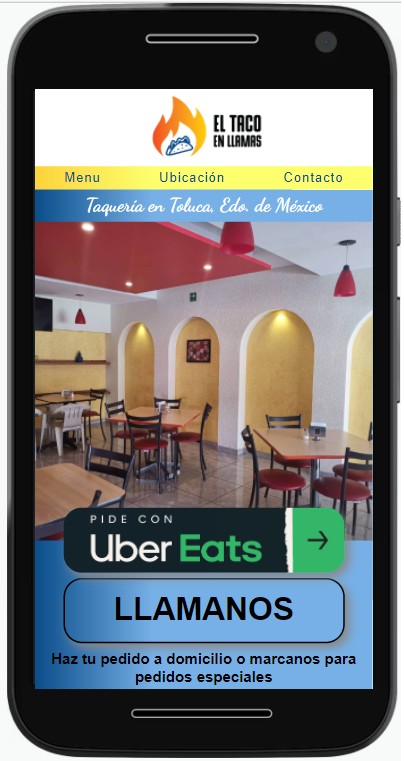 EL TACO
EN LLAMAS
Menu Ubicación Contacto
Taquería en Toluca, Edo. de México
PIDE CON
Uber Eats
LLAMANOS
Haz tu pedido a domicilio o marcanos para
pedidos especiales